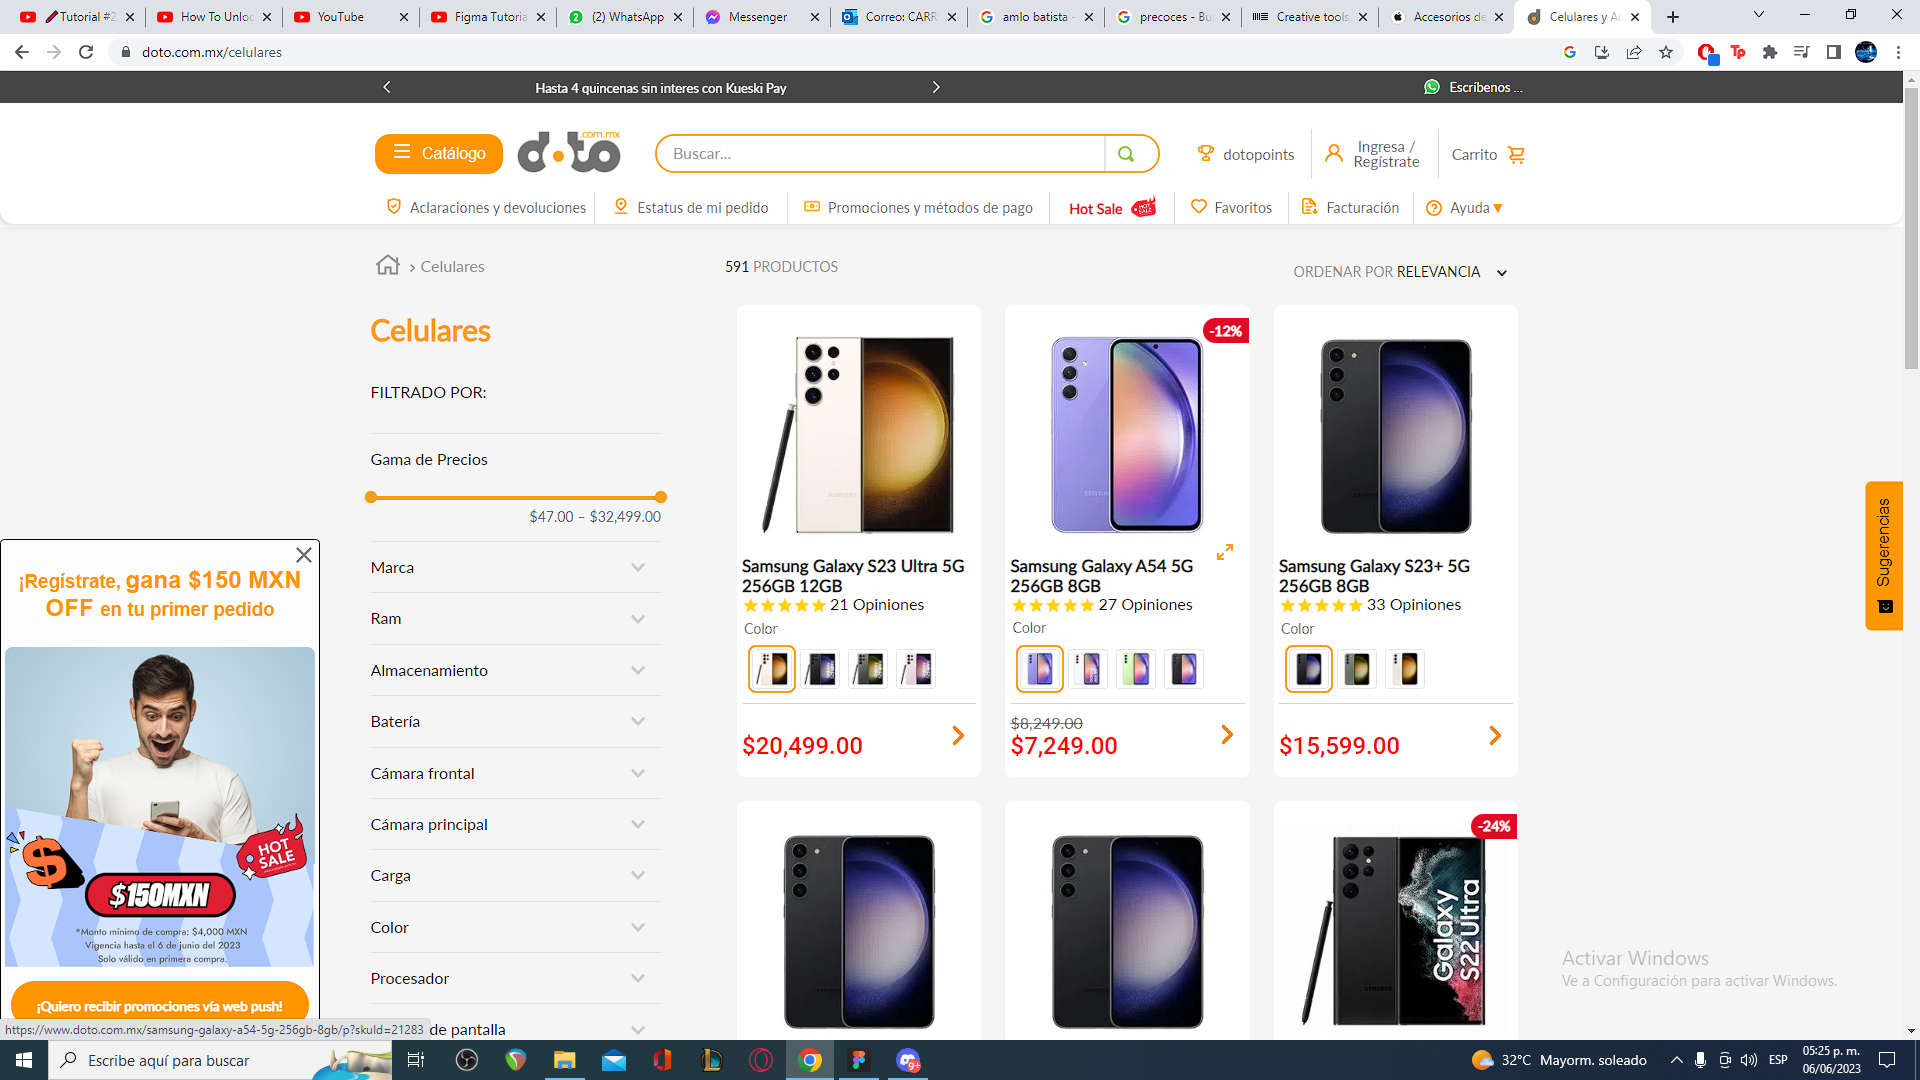 Tutorial #2
How To Unloc
YouTube
Figma Tutoria
(2) WhatsApp
Messenger
Correo: CARR
amlo batista -
precoces - Bu
Creative tools
Accesorios de
Celulares y Ac
doto.com.mx/celulares
Hasta 4 quincenas sin interes con Kueski Pay
Escríbenos ...
Catálogo
doto
.com.mx
Buscar...
dotopoints
Ingresa /
Regístrate
Carrito
Aclaraciones y devoluciones
Estatus de mi pedido
Promociones y métodos de pago
Hot Sale
HOT SALE
Favoritos
Facturación
Ayuda
Celulares
591 PRODUCTOS
ORDENAR POR RELEVANCIA
Celulares
FILTRADO POR:
Gama de Precios
$47.00 – $32,499.00
Marca
Ram
Almacenamiento
Batería
Cámara frontal
Cámara principal
Carga
Color
Procesador
de pantalla
Samsung Galaxy S23 Ultra 5G
256GB 12GB
21 Opiniones
Color
$20,499.00
-12%
Samsung Galaxy A54 5G
256GB 8GB
27 Opiniones
Color
$8,249.00
$7,249.00
Samsung Galaxy S23+ 5G
256GB 8GB
33 Opiniones
Color
$15,599.00
-24%
Galaxy
S22 Ultra
Sugerencias
¡Regístrate, gana $150 MXN
OFF en tu primer pedido
HOT
SALE
$150MXN
*Monto mínimo de compra: $4,000 MXN
Vigencia hasta el 6 de junio del 2023
Solo válido en primera compra.
¡Quiero recibir promociones vía web push!
https://www.doto.com.mx/samsung-galaxy-a54-5g-256gb-8gb/p?skuId=21283
Activar Windows
Ve a Configuración para activar Windows.
Escribe aquí para buscar
9+
32°C
Mayorm. soleado
ESP
05:25 p. m.
06/06/2023